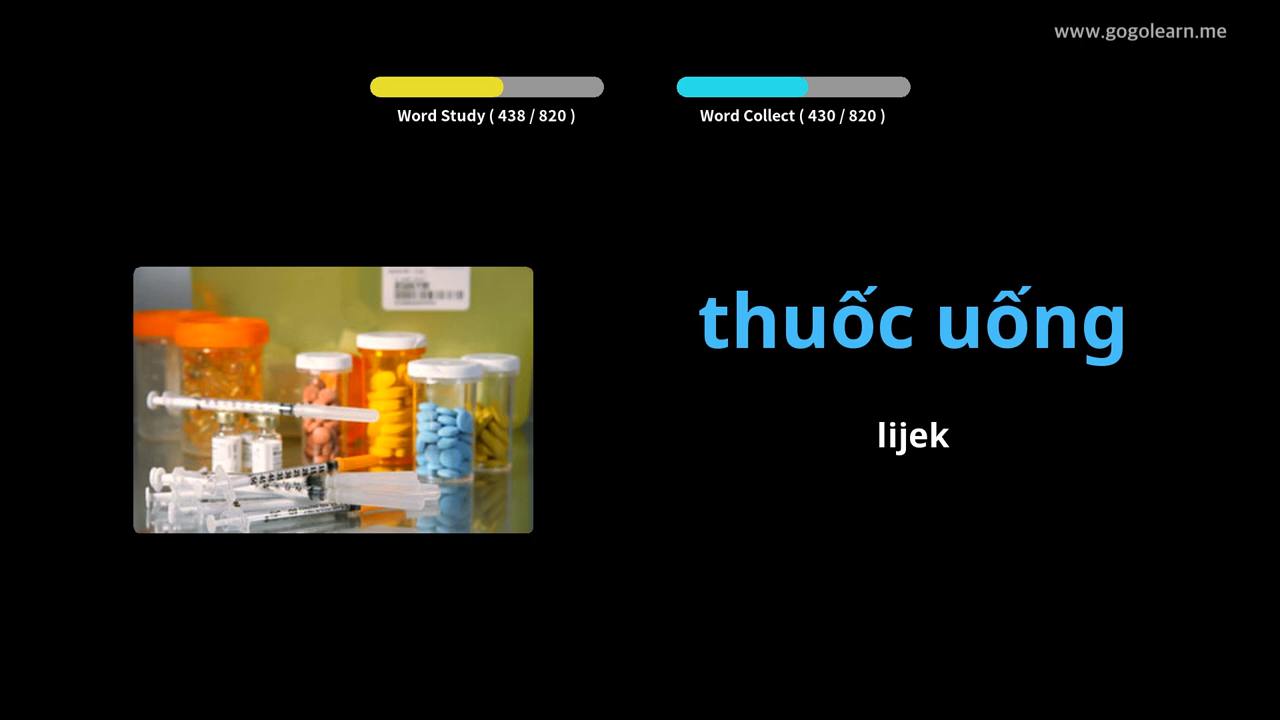 www.gogolearn.me
Word Study ( 438 / 820 )
Word Collect ( 430 / 820 )
thuốc uống
lijek